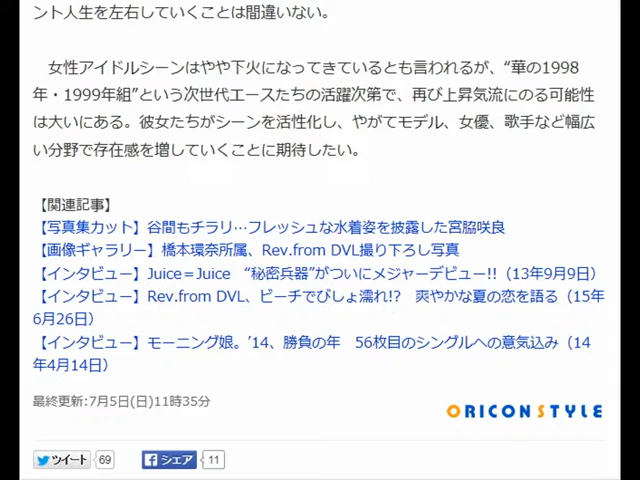 ント人生を左右していくことは間違いない。
女性アイドルシーンはやや下火になってきているとも言われるが、“華の1998
年・1999年組”という次世代エースたちの活躍次第で、再び上昇気流にのる可能性
は大いにある。彼女たちがシーンを活性化し、やがてモデル、女優、歌手など幅広
い分野で存在感を増していくことに期待したい。
【関連記事】
【写真集カット】谷間もチラリ…フレッシュな水着姿を披露した宮脇咲良
【画像ギャラリー】橋本環奈所属、Rev.from DVL撮り下ろし写真
【インタビュー】Juice=Juice　“秘密兵器”がついにメジャーデビュー!!（13年9月9日）
【インタビュー】Rev.from DVL、ビーチでびしょ濡れ!?　爽やかな夏の恋を語る（15年
6月26日）
【インタビュー】モーニング娘。’14、勝負の年　56枚目のシングルへの意気込み（14
年4月14日）
最終更新:7月5日(日)11時35分
ORICON STYLE
ツイート 69 シェア 11